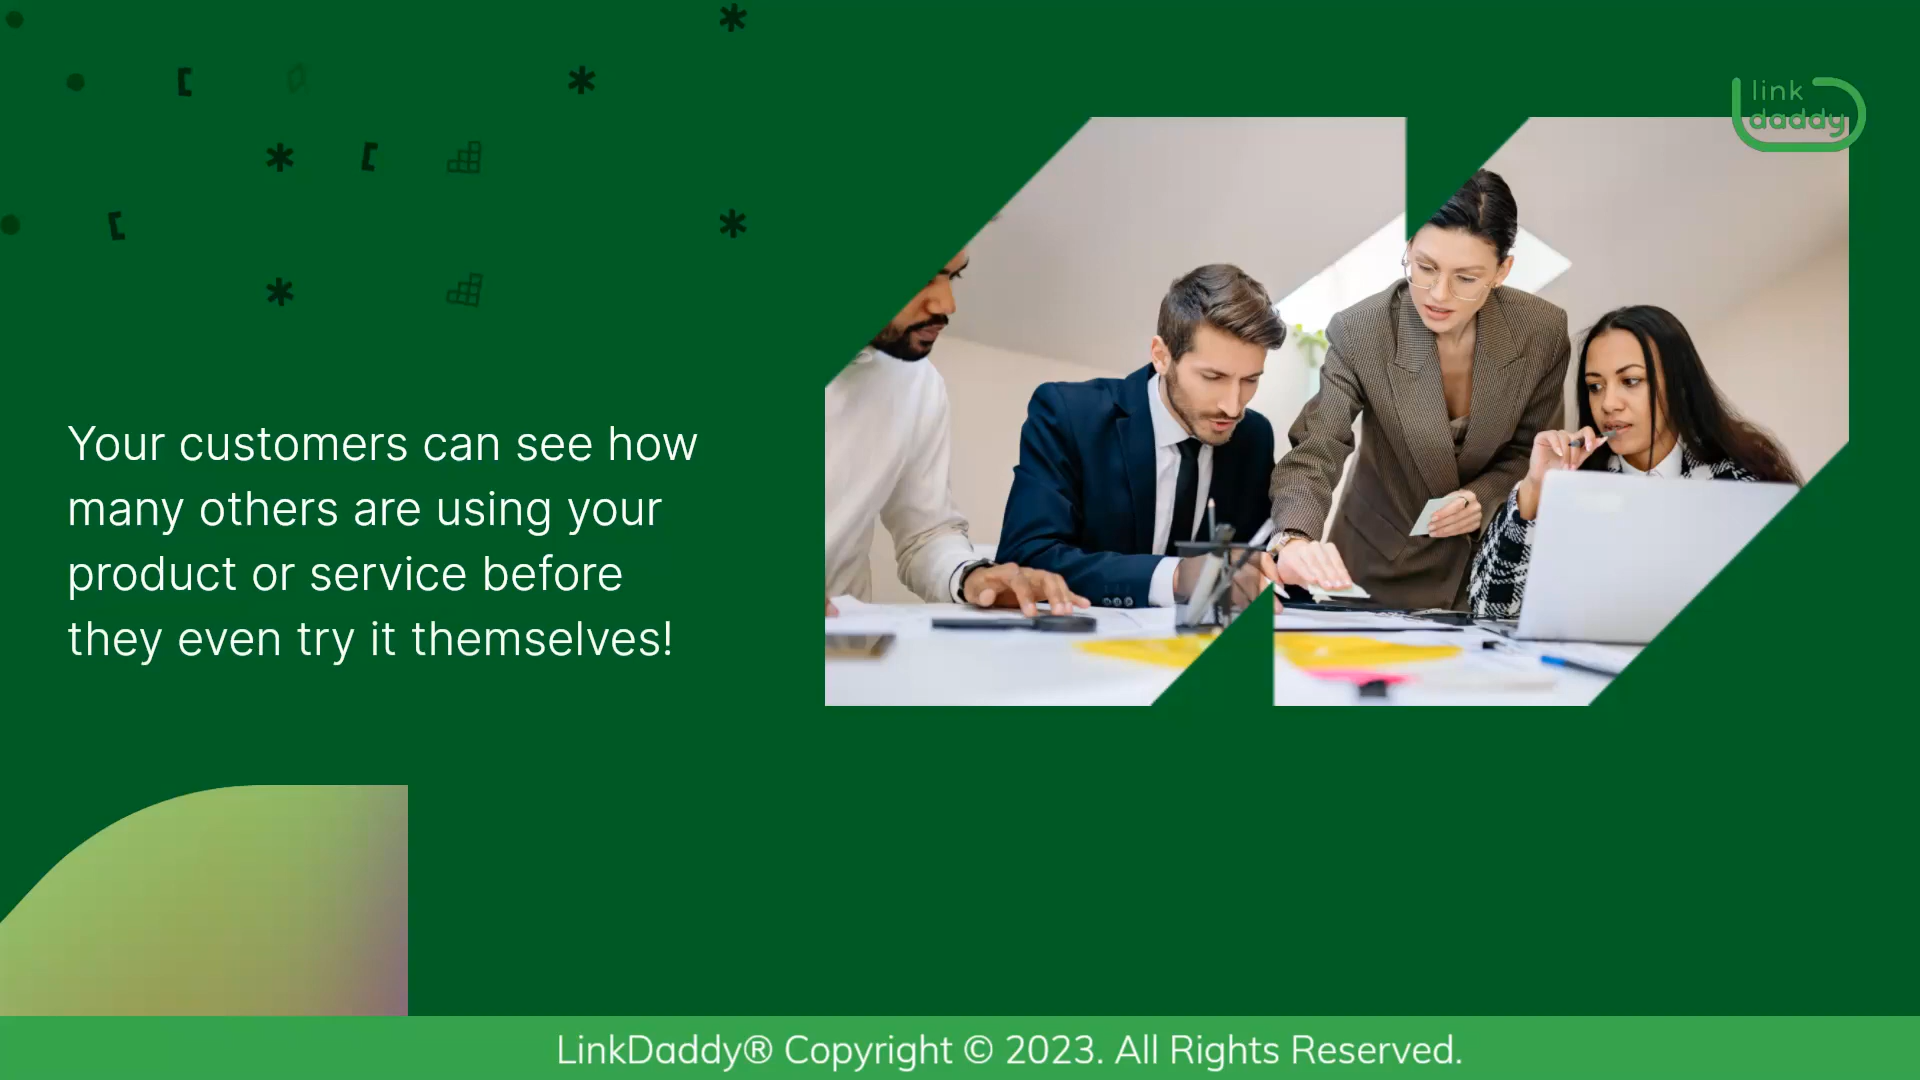 link
daddy
Your customers can see how
many others are using your
product or service before
they even try it themselves!
LinkDaddy® Copyright © 2023. All Rights Reserved.